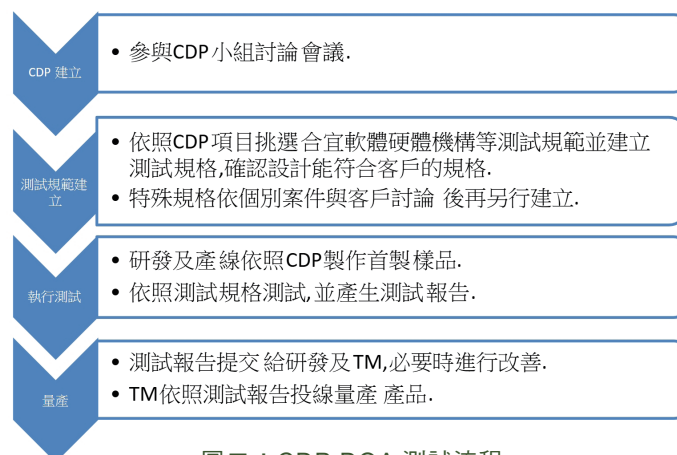 CDP 建立
• 參與CDP小組討論會議.
測試規範建
立
• 依照CDP項目挑選合宜軟體硬體機構等測試規範並建立
測試規格,確認設計能符合客戶的規格.
• 特殊規格依個別案件與客戶討論 後再另行建立.
執行測試
• 研發及產線依照CDP製作首製樣品.
• 依照測試規格測試,並產生測試報告.
量產
• 測試報告提交給研發及TM,必要時進行改善.
• TM依照測試報告投線量產 產品.